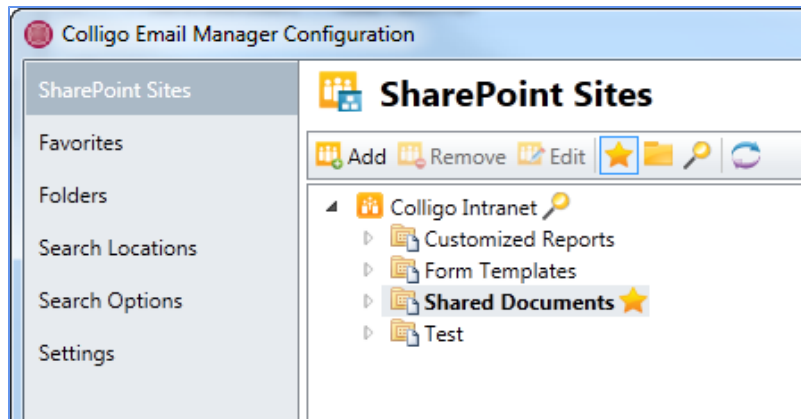 Colligo Email Manager Configuration
SharePoint Sites
Favorites
Folders
Search Locations
Search Options
Settings
SharePoint Sites
Add Remove Edit
Colligo Intranet
Customized Reports
Form Templates
Shared Documents
Test